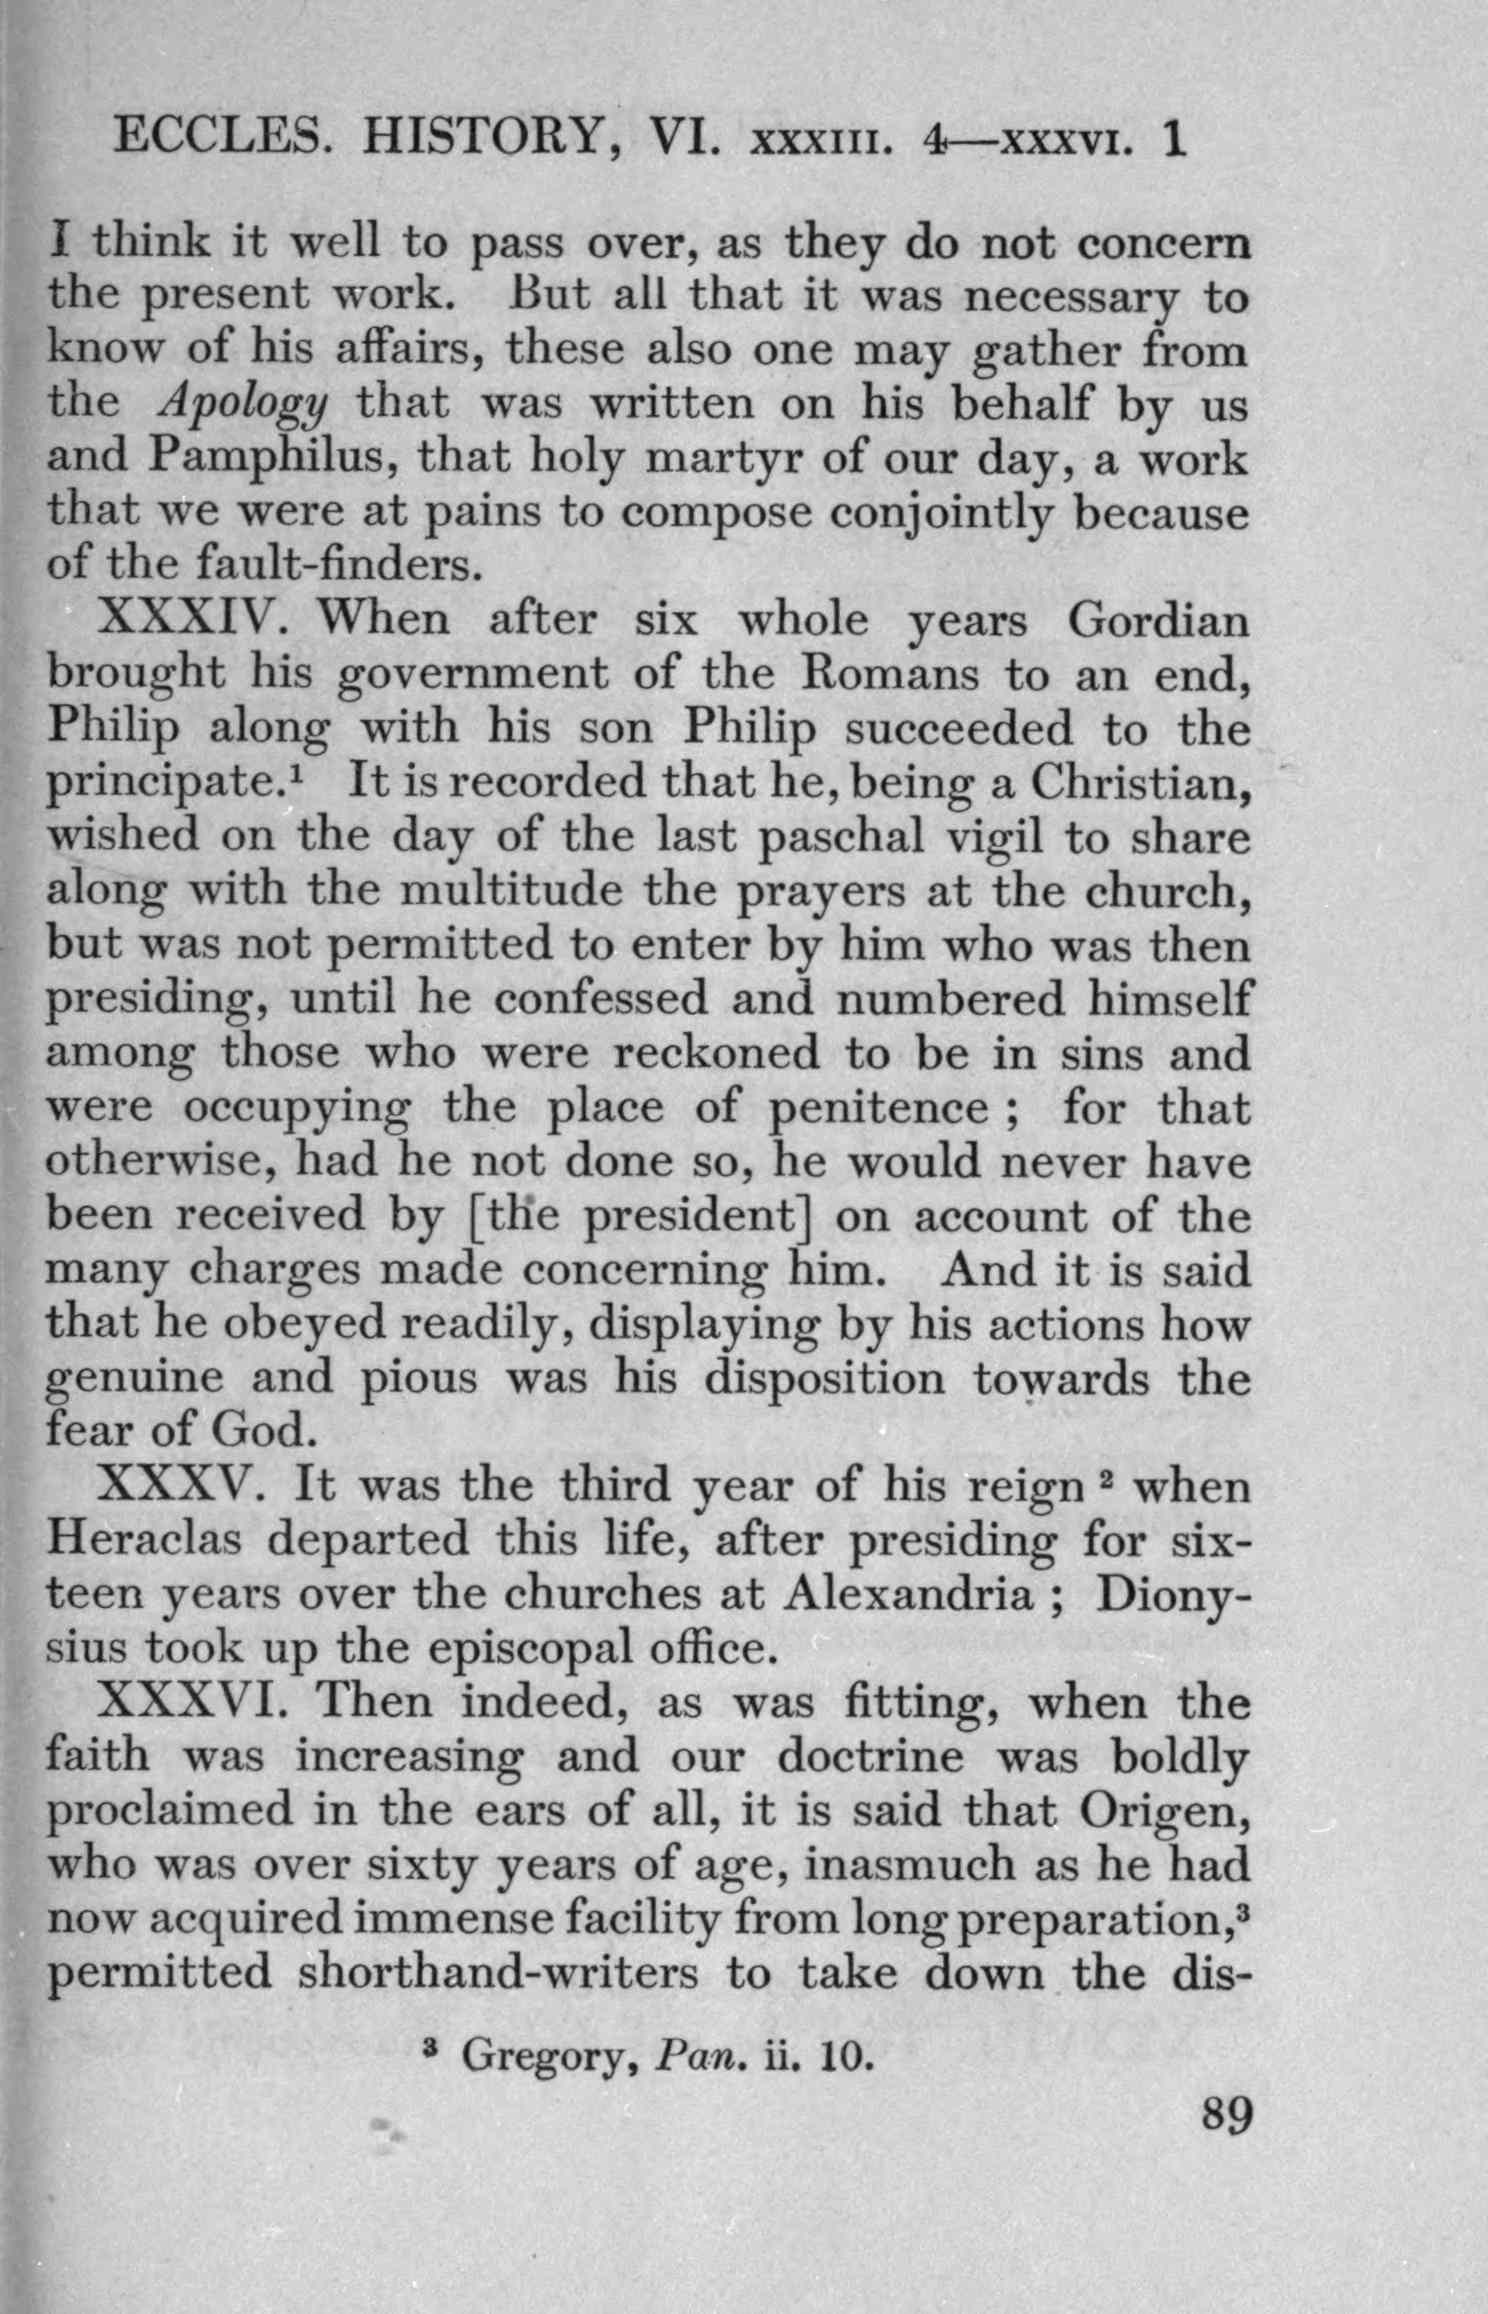 ECCLES. HISTORY, VI. XXXIII. 4—XXXVI. 1
I think it well to pass over, as they do not concern
the present work. But all that it was necessary to
know of his affairs, these also one may gather from
the Apology that was written on his behalf by us
and Pamphilus, that holy martyr of our day, a work
that we were at pains to compose conjointly because
of the fault-finders.
XXXIV. When after six whole years Gordian
brought his government of the Romans to an end,
Philip along with his son Philip succeeded to the
principate.¹ It is recorded that he, being a Christian,
wished on the day of the last paschal vigil to share
along with the multitude the prayers at the church,
but was not permitted to enter by him who was then
presiding, until he confessed and numbered himself
among those who were reckoned to be in sins and
were occupying the place of penitence ; for that
otherwise, had he not done so, he would never have
been received by [the president] on account of the
many charges made concerning him. And it is said
that he obeyed readily, displaying by his actions how
genuine and pious was his disposition towards the
fear of God.
XXXV. It was the third year of his reign ² when
Heraclas departed this life, after presiding for six-
teen years over the churches at Alexandria ; Diony-
sius took up the episcopal office.
XXXVI. Then indeed, as was fitting, when the
faith was increasing and our doctrine was boldly
proclaimed in the ears of all, it is said that Origen,
who was over sixty years of age, inasmuch as he had
now acquired immense facility from long preparation,³
permitted shorthand-writers to take down the dis-
³ Gregory, Pan. ii. 10.
89